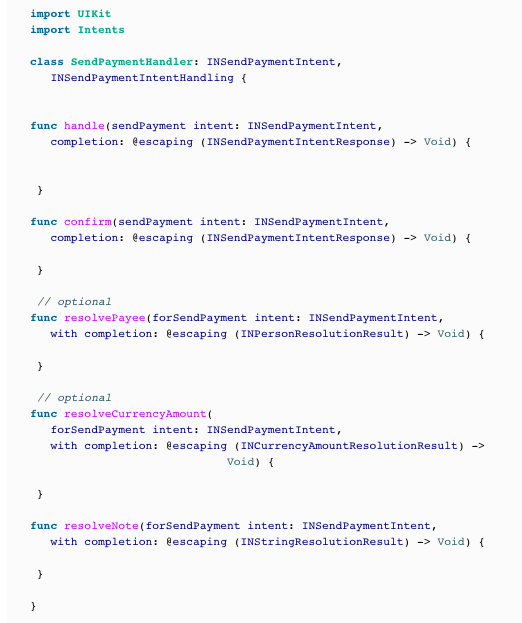 import UIKit
import Intents
class SendPaymentHandler: INSendPaymentIntent,
INSendPaymentIntentHandling {
func handle(sendPayment intent: INSendPaymentIntent,
completion: @escaping (INSendPaymentIntentResponse) -> Void) {
}
func confirm(sendPayment intent: INSendPaymentIntent,
completion: @escaping (INSendPaymentIntentResponse) -> Void) {
}
// optional
func resolvePayee(forSendPayment intent: INSendPaymentIntent,
with completion: @escaping (INPersonResolutionResult) -> Void) {
}
// optional
func resolveCurrencyAmount(
forSendPayment intent: INSendPaymentIntent,
with completion: @escaping (INCurrencyAmountResolutionResult) ->
Void) {
}
func resolveNote(forSendPayment intent: INSendPaymentIntent,
with completion: @escaping (INStringResolutionResult) -> Void) {
}
}